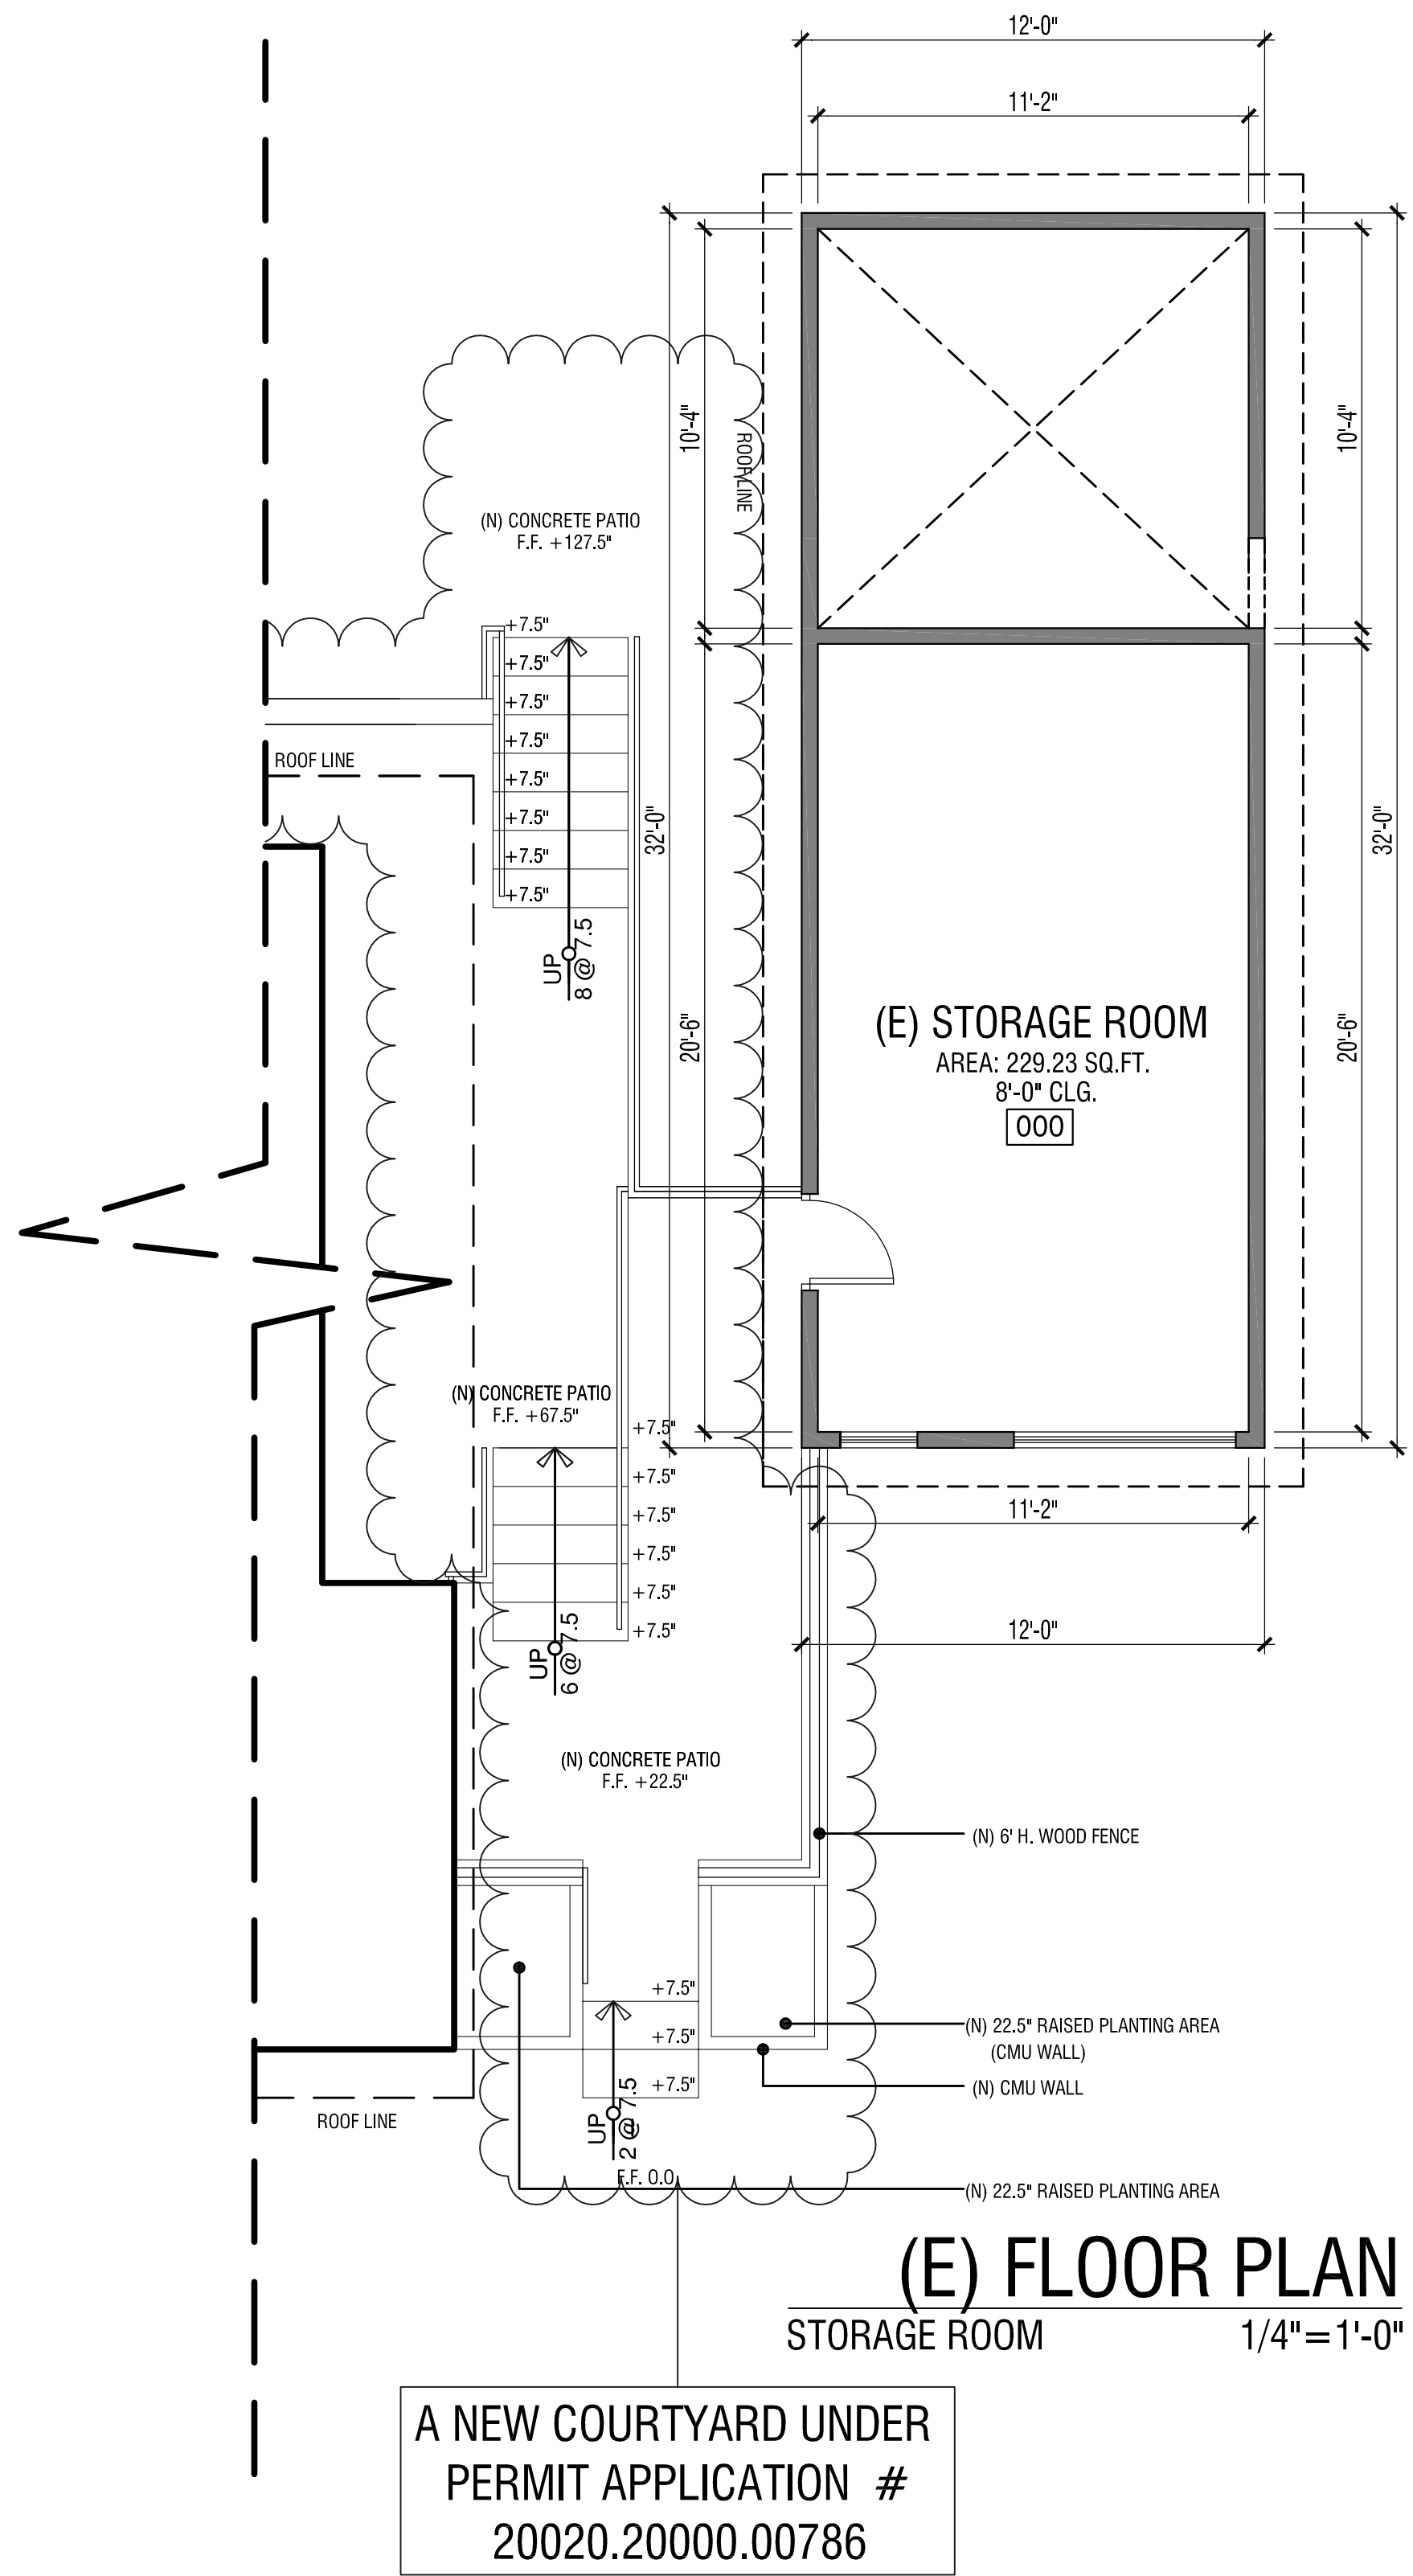 12'-0"
11'-2"
10'-4"
ROOF LINE
10'-4"
(N) CONCRETE PATIO
F.F. +127.5"
+7.5"
+7.5"
+7.5"
+7.5"
+7.5"
+7.5"
+7.5"
+7.5"
ROOF LINE
32'-0"
32'-0"
UP
8 @ 7.5
20'-6"
(E) STORAGE ROOM
AREA: 229.23 SQ.FT.
8'-0" CLG.
000
20'-6"
(N) CONCRETE PATIO
F.F. +67.5"
+7.5"
+7.5"
+7.5"
+7.5"
+7.5"
+7.5"
11'-2"
12'-0"
UP
6 @ 7.5
(N) CONCRETE PATIO
F.F. +22.5"
(N) 6' H. WOOD FENCE
+7.5"
+7.5"
+7.5"
(N) 22.5" RAISED PLANTING AREA
(CMU WALL)
(N) CMU WALL
ROOF LINE
UP
2 @ 7.5
F.F. 0.0
(N) 22.5" RAISED PLANTING AREA
(E) FLOOR PLAN
STORAGE ROOM 1/4"=1'-0"
A NEW COURTYARD UNDER
PERMIT APPLICATION #
20020.20000.00786